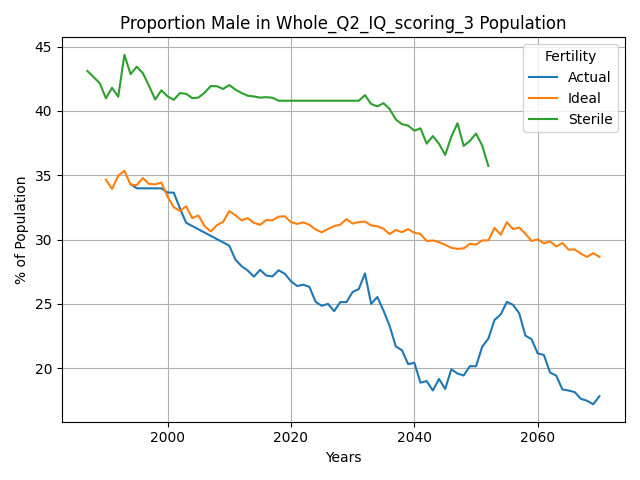 Proportion Male in Whole_Q2_IQ_scoring_3 Population
45
40
35
30
25
20
% of Population
Fertility
Actual
Ideal
Sterile
2000
2020
2040
2060
Years